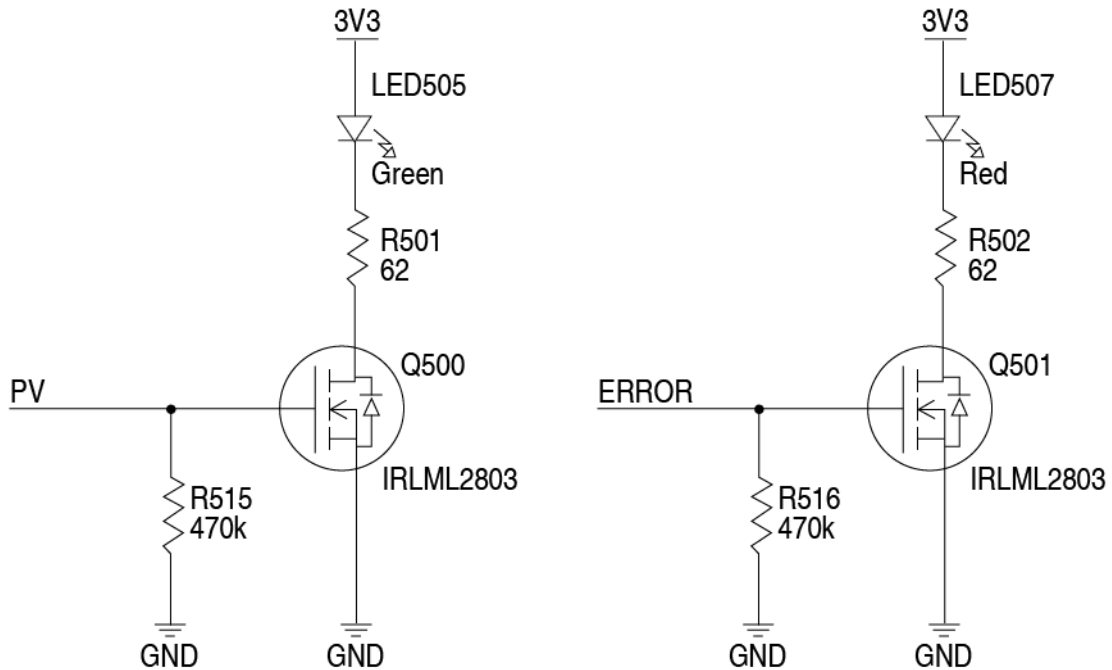 3V3
LED505
Green
R501
62
Q500
PV
IRLML2803
R515
470k
GND
GND
3V3
LED507
Red
R502
62
Q501
ERROR
IRLML2803
R516
470k
GND
GND